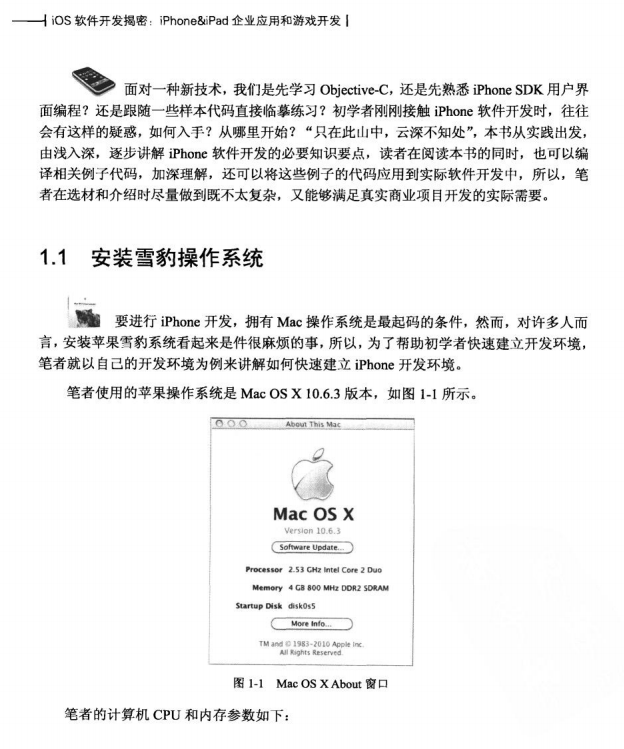 iOS 软件开发揭密：iPhone&iPad 企业应用和游戏开发
面对一种新技术，我们是先学习 Objective-C，还是先熟悉 iPhone SDK 用户界
面编程？还是跟随一些样本代码直接临摹练习？初学者刚刚接触 iPhone 软件开发时，往往
会有这样的疑惑，如何入手？从哪里开始？“只在此山中，云深不知处”，本书从实践出发，
由浅入深，逐步讲解 iPhone 软件开发的必要知识要点，读者在阅读本书的同时，也可以编
译相关例子代码，加深理解，还可以将这些例子的代码应用到实际软件开发中，所以，笔
者在选材和介绍时尽量做到既不太复杂，又能够满足真实商业项目开发的实际需要。
1.1 安装雪豹操作系统
要进行 iPhone 开发，拥有 Mac 操作系统是最起码的条件，然而，对许多人而
言，安装苹果雪豹系统看起来是件很麻烦的事，所以，为了帮助初学者快速建立开发环境，
笔者就以自己的开发环境为例来讲解如何快速建立 iPhone 开发环境。
笔者使用的苹果操作系统是 Mac OS X 10.6.3 版本，如图 1-1 所示。
About This Mac
Mac OS X
Version 10.6.3
Software Update...
Processor 2.53 GHz Intel Core 2 Duo
Memory 4 GB 800 MHz DDR2 SDRAM
Startup Disk disk0s5
More Info...
TM and © 1983-2010 Apple Inc.
All Rights Reserved.
图 1-1 Mac OS X About 窗口
笔者的计算机 CPU 和内存参数如下：